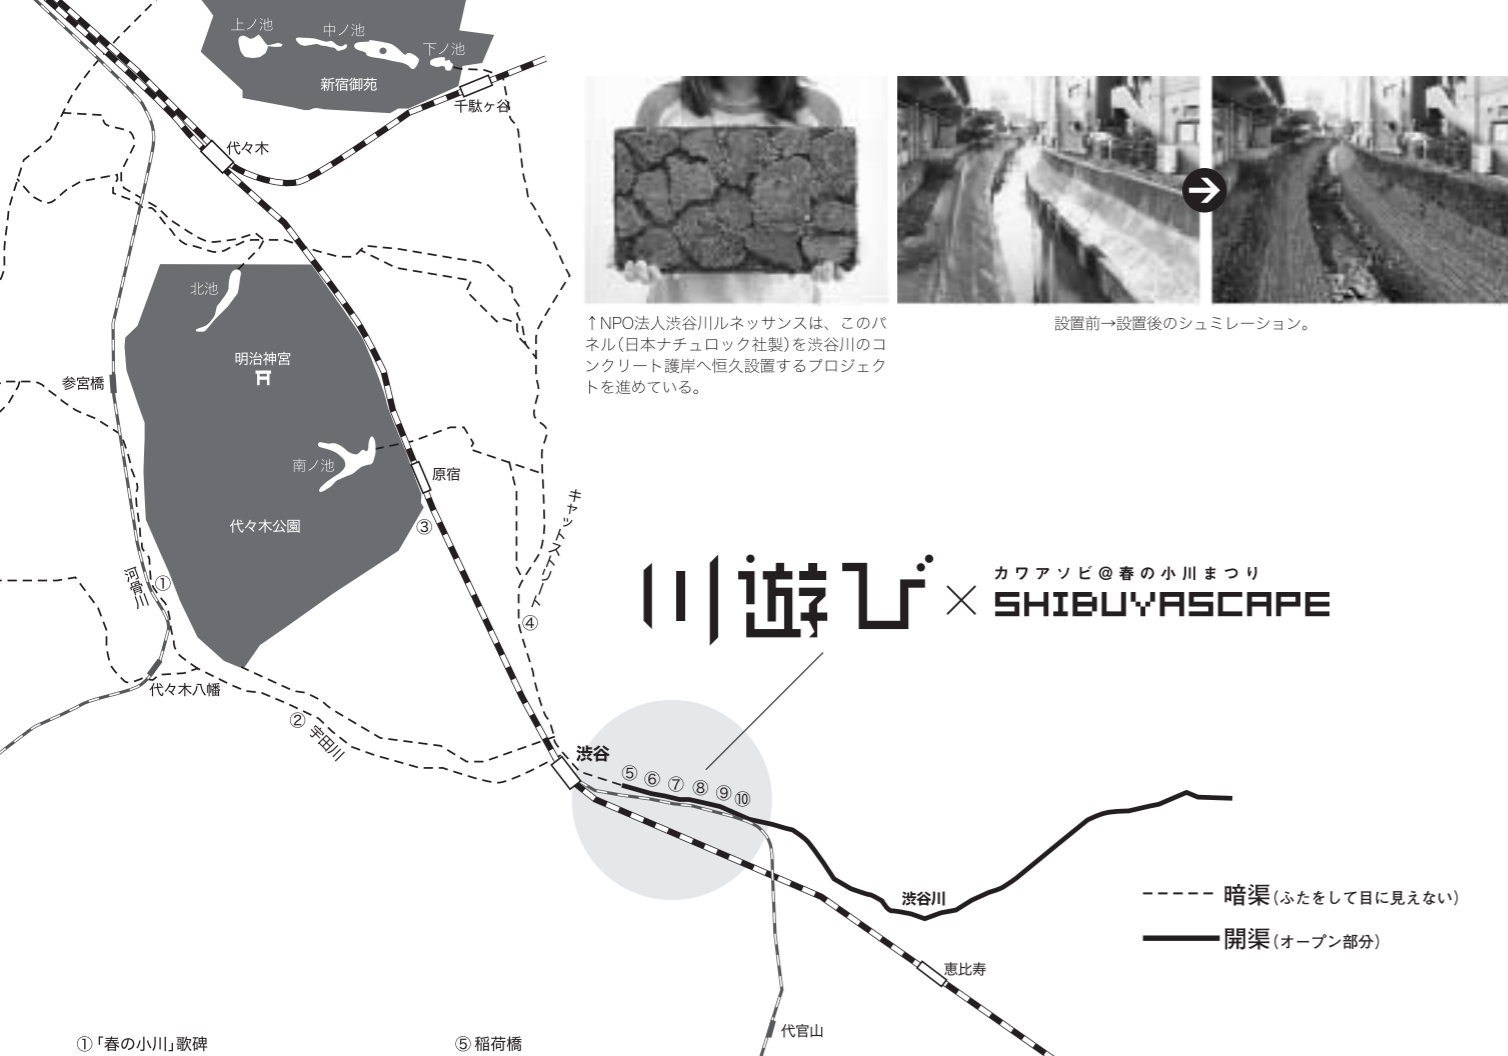 上ノ池
中ノ池
下ノ池
新宿御苑
千駄ヶ谷
代々木
↑NPO法人渋谷川ルネッサンスは、このパ
ネル（日本ナチュロック社製）を渋谷川のコ
ンクリート護岸へ恒久設置するプロジェク
トを進めている。
設置前→設置後のシュミレーション。
北池
明治神宮
参宮橋
南ノ池
原宿
代々木公園
③
キャットストリート
④
河骨川
①
代々木八幡
②
宇田川
川遊び
×
カワアソビ＠春の小川まつり
SHIBUYASCAPE
渋谷
⑤ ⑥ ⑦ ⑧ ⑨ ⑩
渋谷川
暗渠（ふたをして目に見えない）
開渠（オープン部分）
恵比寿
代官山
①「春の小川」歌碑
⑤ 稲荷橋